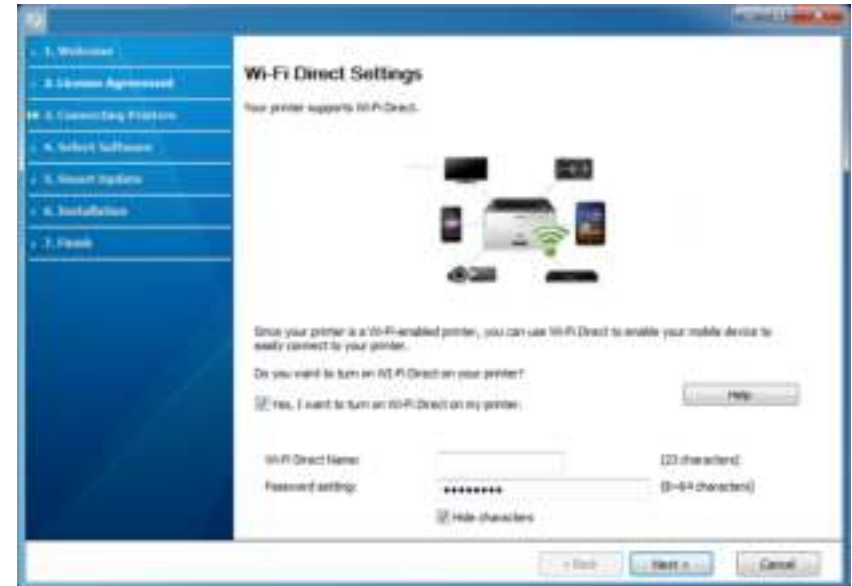 1. Welcome
2. License Agreement
3. Connecting Printers
4. Select Software
5. Smart Update
6. Installation
7. Finish
Wi-Fi Direct Settings
Your printer supports Wi-Fi Direct.
Since your printer is a Wi-Fi-enabled printer, you can use Wi-Fi Direct to enable your mobile device to
easily connect to your printer.
Do you want to turn on Wi-Fi Direct on your printer?
Yes, I want to turn on Wi-Fi Direct on my printer.
Help
Wi-Fi Direct Name:
(23 characters)
Password setting:
••••••••
(8~64 characters)
Hide characters
< Back
Next >
Cancel